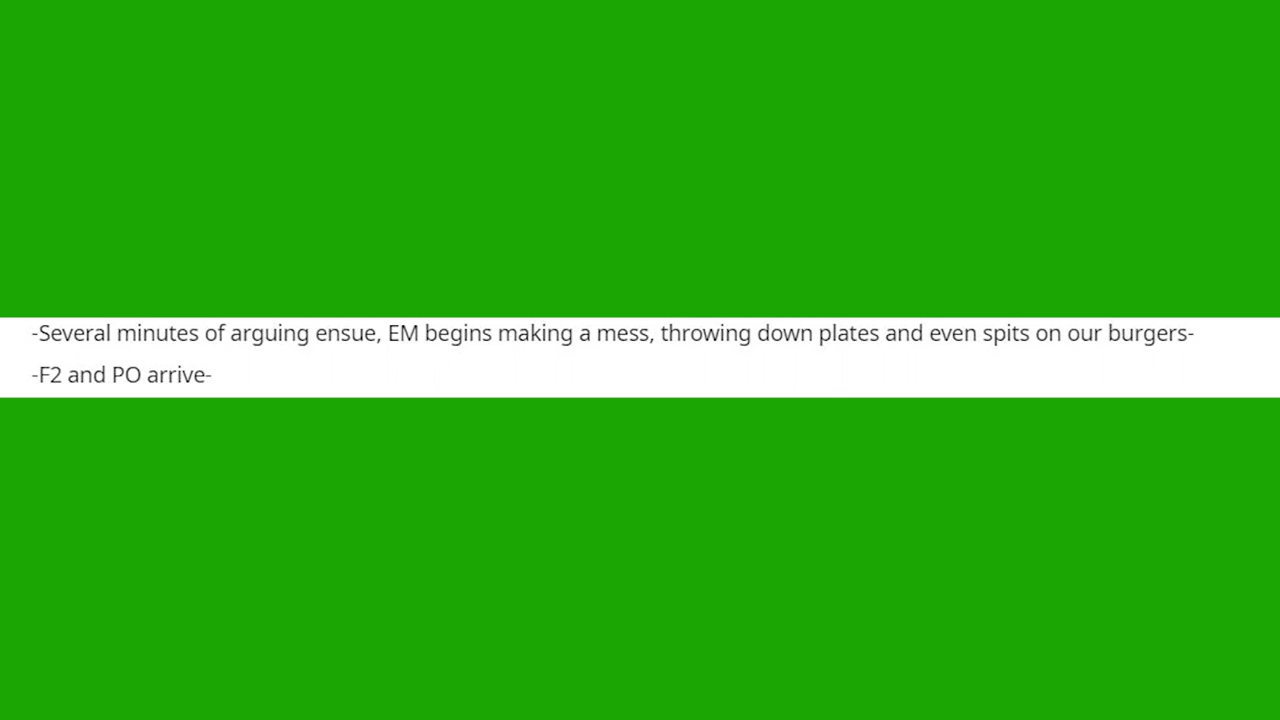 -Several minutes of arguing ensue, EM begins making a mess, throwing down plates and even spits on our burgers-
-F2 and PO arrive-